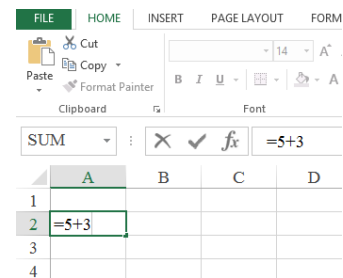 FILE HOME INSERT PAGE LAYOUT FORM
Cut
Copy
Paste
Format Painter
14 A
B I U A
Clipboard Font
SUM fx =5+3
A B C D
1
2 =5+3
3
4